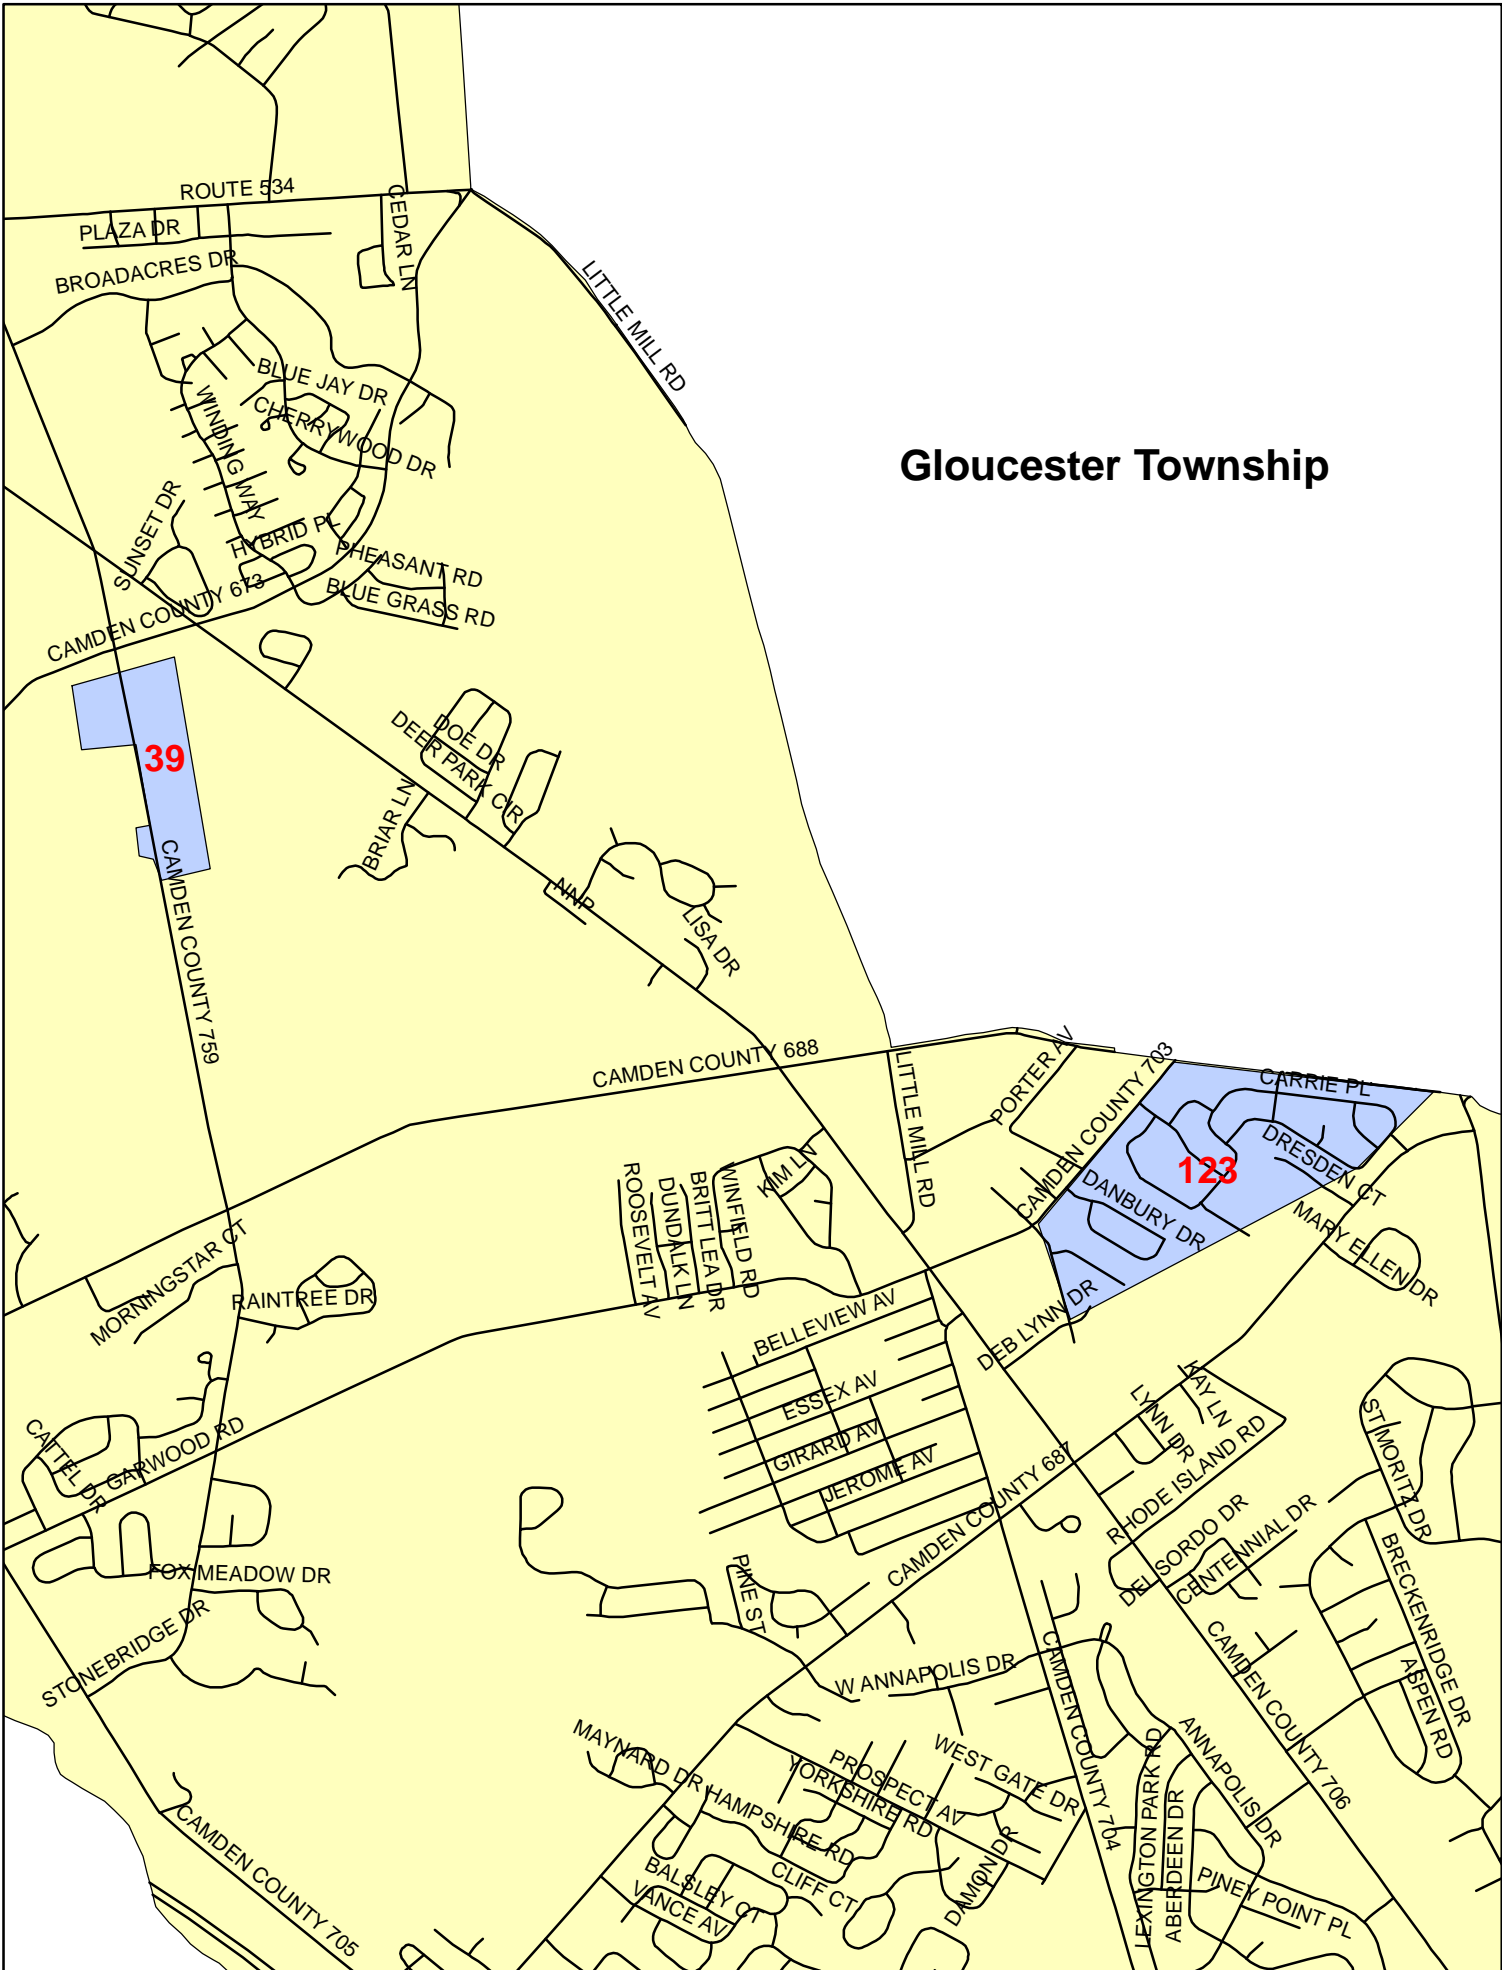 ROUTE 534
CEDAR LN
PLAZA DR
BROADACRES DR
LITTLE MILL RD
BLUE JAY DR
CHERRYWOOD DR
WINDING WAY
Gloucester Township
SUNSET DR
HYBRID PL
PHEASANT RD
BLUE GRASS RD
CAMDEN COUNTY 673
39
DOE DR
DEER PARK CIR
BRIAR LN
CAMDEN COUNTY 759
NNP
LISA DR
CAMDEN COUNTY 688
LITTLE MILL RD
PORTER AV
CAMDEN COUNTY 703
CARRIE PL
DRESDEN CT
123
DANBURY DR
MARY ELLEN DR
KIM LN
WINFIELD RD
BRITT LEA DR
DUNDALK LN
ROOSEVELT AV
MORNINGSTAR CT
RAINTREE DR
BELLEVIEW AV
DEB LYNN DR
ESSEX AV
GIRARD AV
JEROME AV
KAY LN
LYNN DR
RHODE ISLAND RD
ST MORITZ DR
CATTEL DR
GARWOOD RD
CAMDEN COUNTY 687
DEL SORDO DR
CENTENNIAL DR
BRECKENRIDGE DR
ASPEN RD
FOX MEADOW DR
STONEBRIDGE DR
PINE ST
W ANNAPOLIS DR
CAMDEN COUNTY 704
CAMDEN COUNTY 706
ANNAPOLIS DR
MAYNARD DR
HAMPSHIRE RD
YORKSHIRE RD
PROSPECT AV
WEST GATE DR
LEXINGTON PARK RD
ABERDEEN DR
PINEY POINT PL
CAMDEN COUNTY 705
BALSLEY CT
VANCE AV
CLIFF CT
DAMON DR